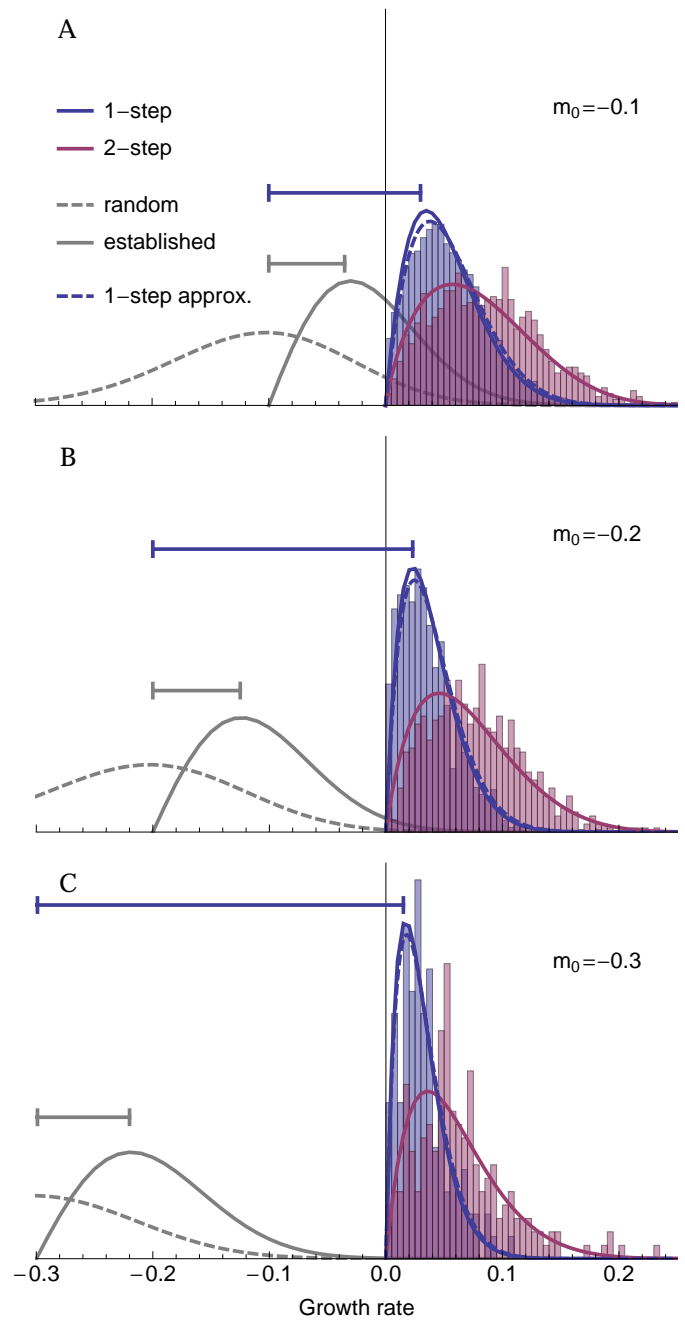 A
1−step
m0=−0.1
2−step
random
established
1−step approx.
B
m0=−0.2
C
m0=−0.3
−0.3 −0.2 −0.1 0.0 0.1 0.2
Growth rate